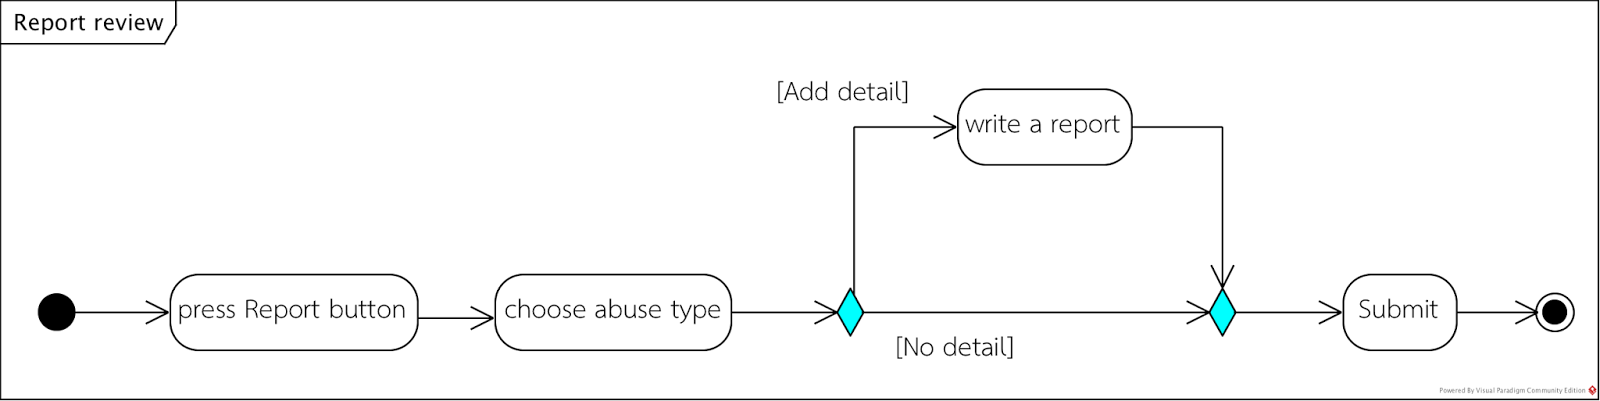 Report review
[Add detail]
write a report
press Report button
choose abuse type
Submit
[No detail]
Powered By Visual Paradigm Community Edition